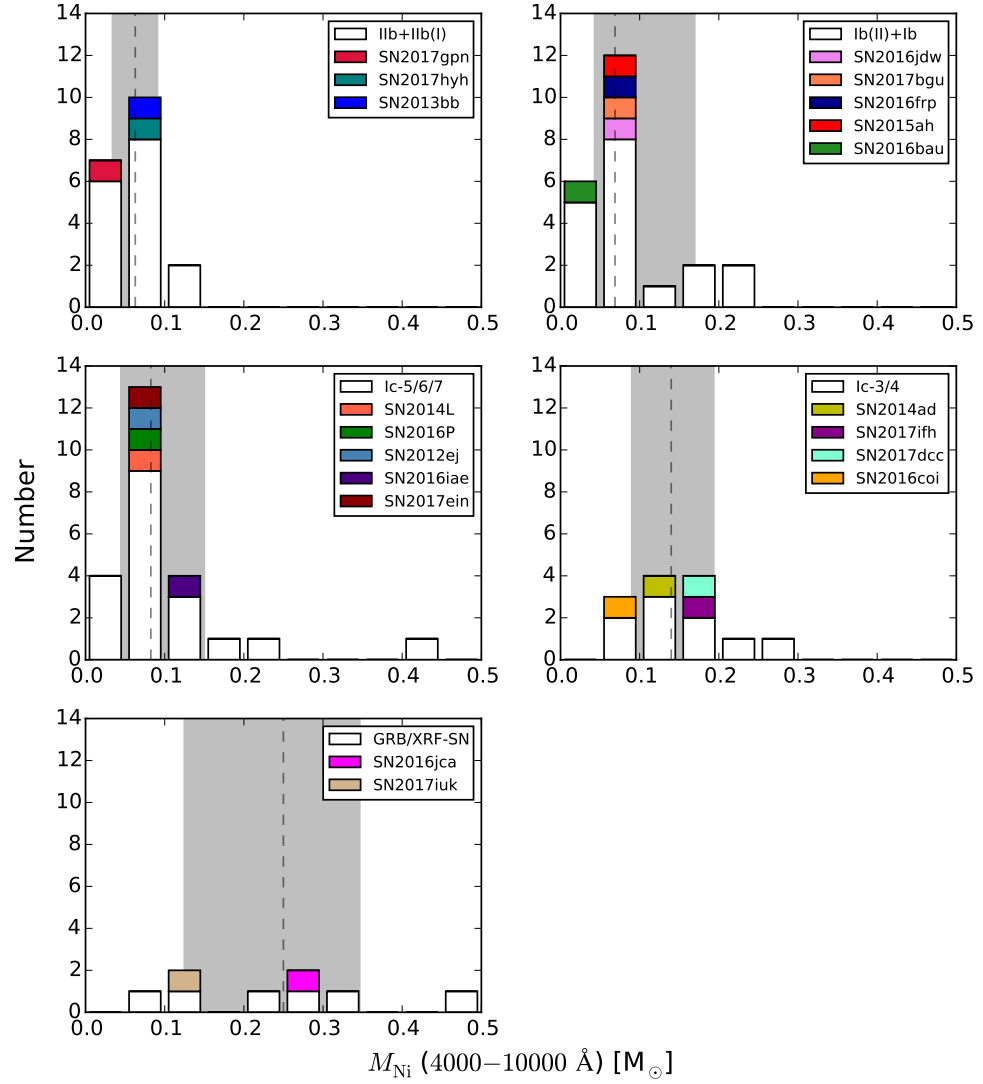 14
12
10
8
6
4
2
0
0.0 0.1 0.2 0.3 0.4 0.5
IIb+IIb(I)
SN2017gpn
SN2017hyh
SN2013bb
14
12
10
8
6
4
2
0
0.0 0.1 0.2 0.3 0.4 0.5
Ib(II)+Ib
SN2016jdw
SN2017bgu
SN2016frp
SN2015ah
SN2016bau
Number
14
12
10
8
6
4
2
0
0.0 0.1 0.2 0.3 0.4 0.5
Ic-5/6/7
SN2014L
SN2016P
SN2012ej
SN2016iae
SN2017ein
14
12
10
8
6
4
2
0
0.0 0.1 0.2 0.3 0.4 0.5
Ic-3/4
SN2014ad
SN2017ifh
SN2017dcc
SN2016coi
14
12
10
8
6
4
2
0
0.0 0.1 0.2 0.3 0.4 0.5
GRB/XRF-SN
SN2016jca
SN2017iuk
M_Ni (4000−10000 Å) [M_⊙]